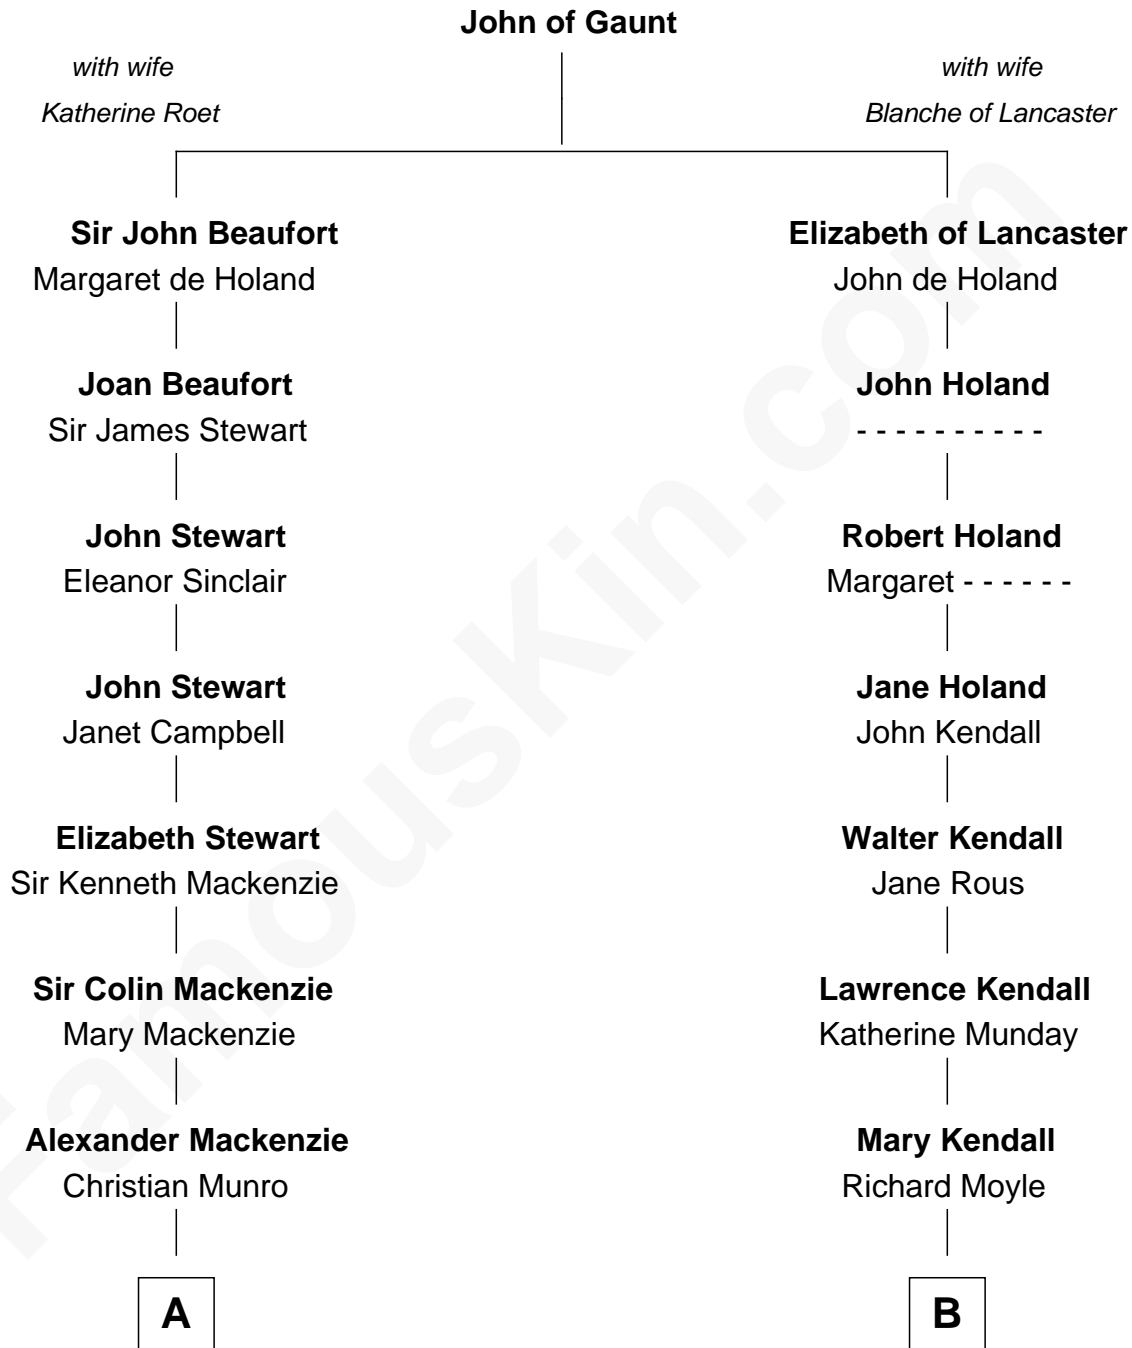 John of Gaunt
with wife
Katherine Roet
with wife
Blanche of Lancaster
Sir John Beaufort
Margaret de Holand
Elizabeth of Lancaster
John de Holand
Joan Beaufort
Sir James Stewart
John Holand
- - - - - - - - - -
John Stewart
Eleanor Sinclair
Robert Holand
Margaret - - - - - -
John Stewart
Janet Campbell
Jane Holand
John Kendall
Elizabeth Stewart
Sir Kenneth Mackenzie
Walter Kendall
Jane Rous
Sir Colin Mackenzie
Mary Mackenzie
Lawrence Kendall
Katherine Munday
Alexander Mackenzie
Christian Munro
Mary Kendall
Richard Moyle
A
B
FamousKin.com